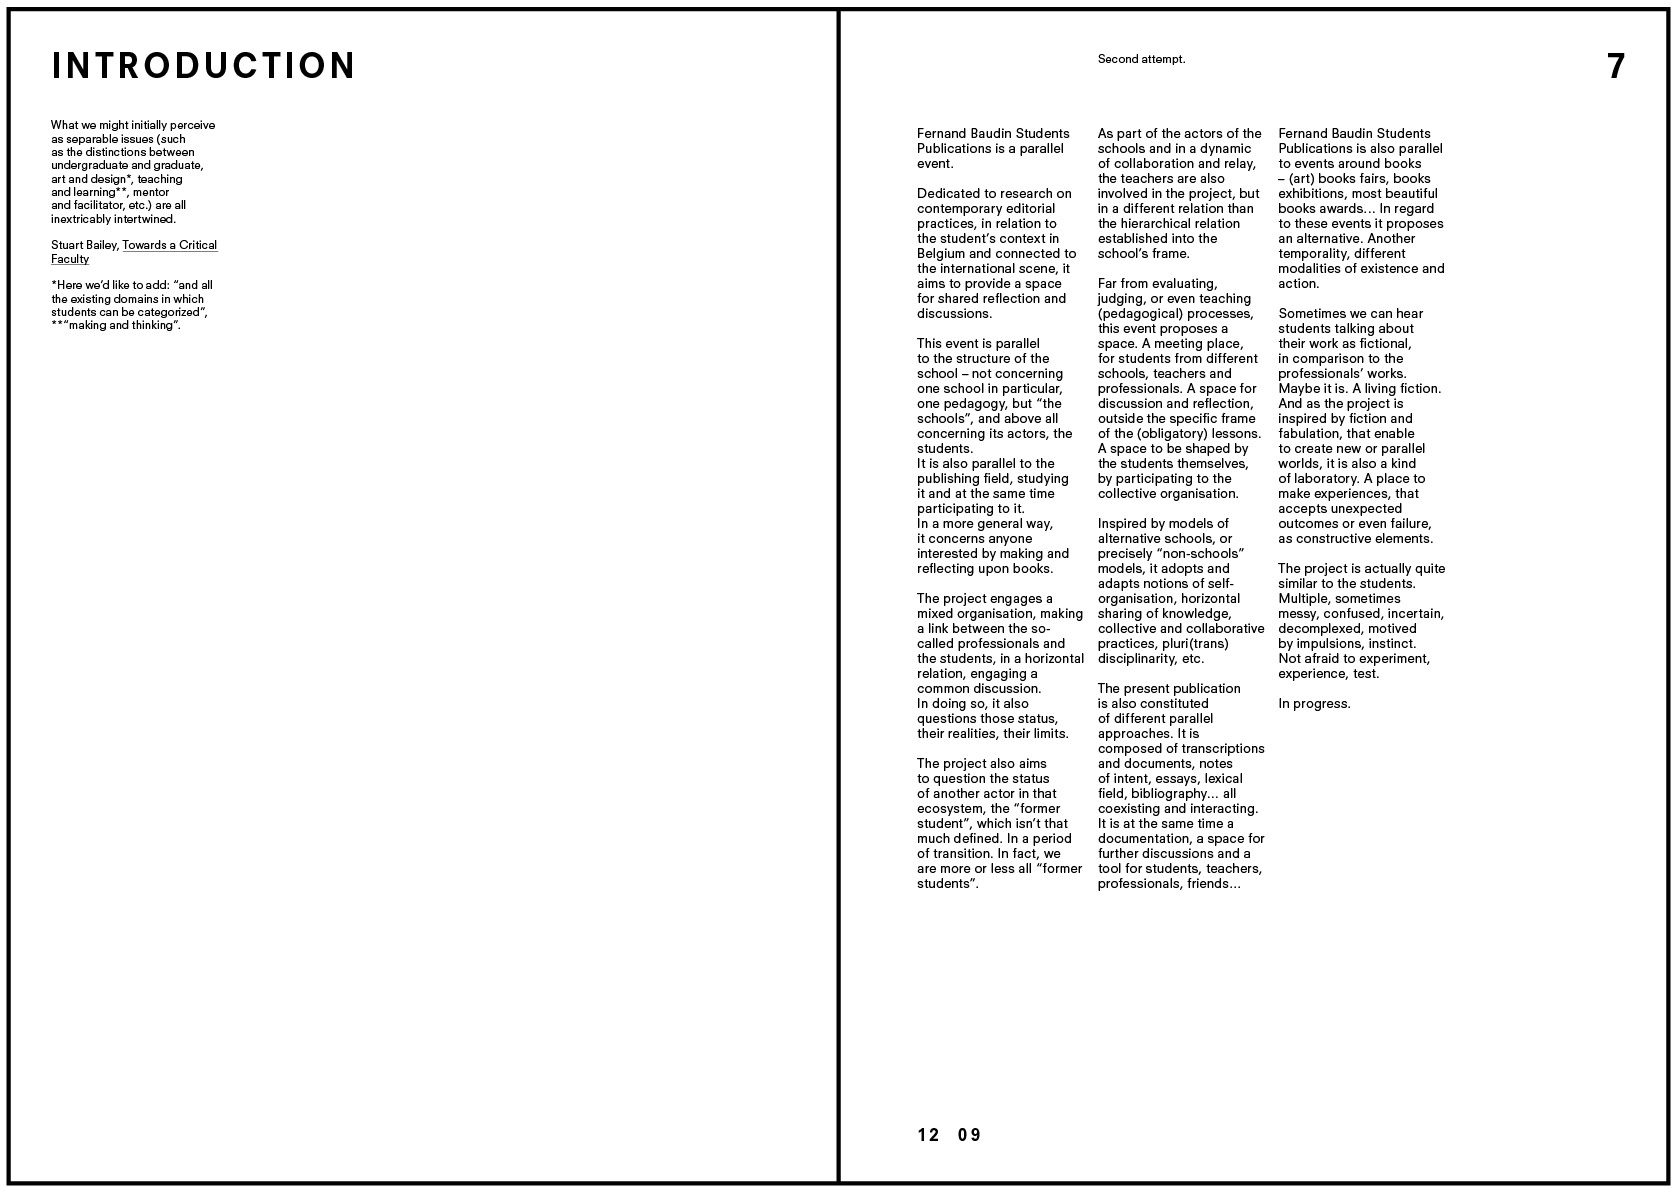 INTRODUCTION
What we might initially perceive
as separable issues (such
as the distinctions between
undergraduate and graduate,
art and design*, teaching
and learning**, mentor
and facilitator, etc.) are all
inextricably intertwined.
Stuart Bailey, Towards a Critical
Faculty
*Here we’d like to add: “and all
the existing domains in which
students can be categorized”,
**“making and thinking”.
Second attempt.
7
Fernand Baudin Students
Publications is a parallel
event.
Dedicated to research on
contemporary editorial
practices, in relation to
the student’s context in
Belgium and connected to
the international scene, it
aims to provide a space
for shared reflection and
discussions.
This event is parallel
to the structure of the
school – not concerning
one school in particular,
one pedagogy, but “the
schools”, and above all
concerning its actors, the
students.
It is also parallel to the
publishing field, studying
it and at the same time
participating to it.
In a more general way,
it concerns anyone
interested by making and
reflecting upon books.
The project engages a
mixed organisation, making
a link between the so-
called professionals and
the students, in a horizontal
relation, engaging a
common discussion.
In doing so, it also
questions those status,
their realities, their limits.
The project also aims
to question the status
of another actor in that
ecosystem, the “former
student”, which isn’t that
much defined. In a period
of transition. In fact, we
are more or less all “former
students”.
As part of the actors of the
schools and in a dynamic
of collaboration and relay,
the teachers are also
involved in the project, but
in a different relation than
the hierarchical relation
established into the
school’s frame.
Far from evaluating,
judging, or even teaching
(pedagogical) processes,
this event proposes a
space. A meeting place,
for students from different
schools, teachers and
professionals. A space for
discussion and reflection,
outside the specific frame
of the (obligatory) lessons.
A space to be shaped by
the students themselves,
by participating to the
collective organisation.
Inspired by models of
alternative schools, or
precisely “non-schools”
models, it adopts and
adapts notions of self-
organisation, horizontal
sharing of knowledge,
collective and collaborative
practices, pluri(trans)
disciplinarity, etc.
The present publication
is also constituted
of different parallel
approaches. It is
composed of transcriptions
and documents, notes
of intent, essays, lexical
field, bibliography… all
coexisting and interacting.
It is at the same time a
documentation, a space for
further discussions and a
tool for students, teachers,
professionals, friends…
Fernand Baudin Students
Publications is also parallel
to events around books
– (art) books fairs, books
exhibitions, most beautiful
books awards… In regard
to these events it proposes
an alternative. Another
temporality, different
modalities of existence and
action.
Sometimes we can hear
students talking about
their work as fictional,
in comparison to the
professionals’ works.
Maybe it is. A living fiction.
And as the project is
inspired by fiction and
fabulation, that enable
to create new or parallel
worlds, it is also a kind
of laboratory. A place to
make experiences, that
accepts unexpected
outcomes or even failure,
as constructive elements.
The project is actually quite
similar to the students.
Multiple, sometimes
messy, confused, incertain,
decomplexed, motived
by impulsions, instinct.
Not afraid to experiment,
experience, test.
In progress.
12 09